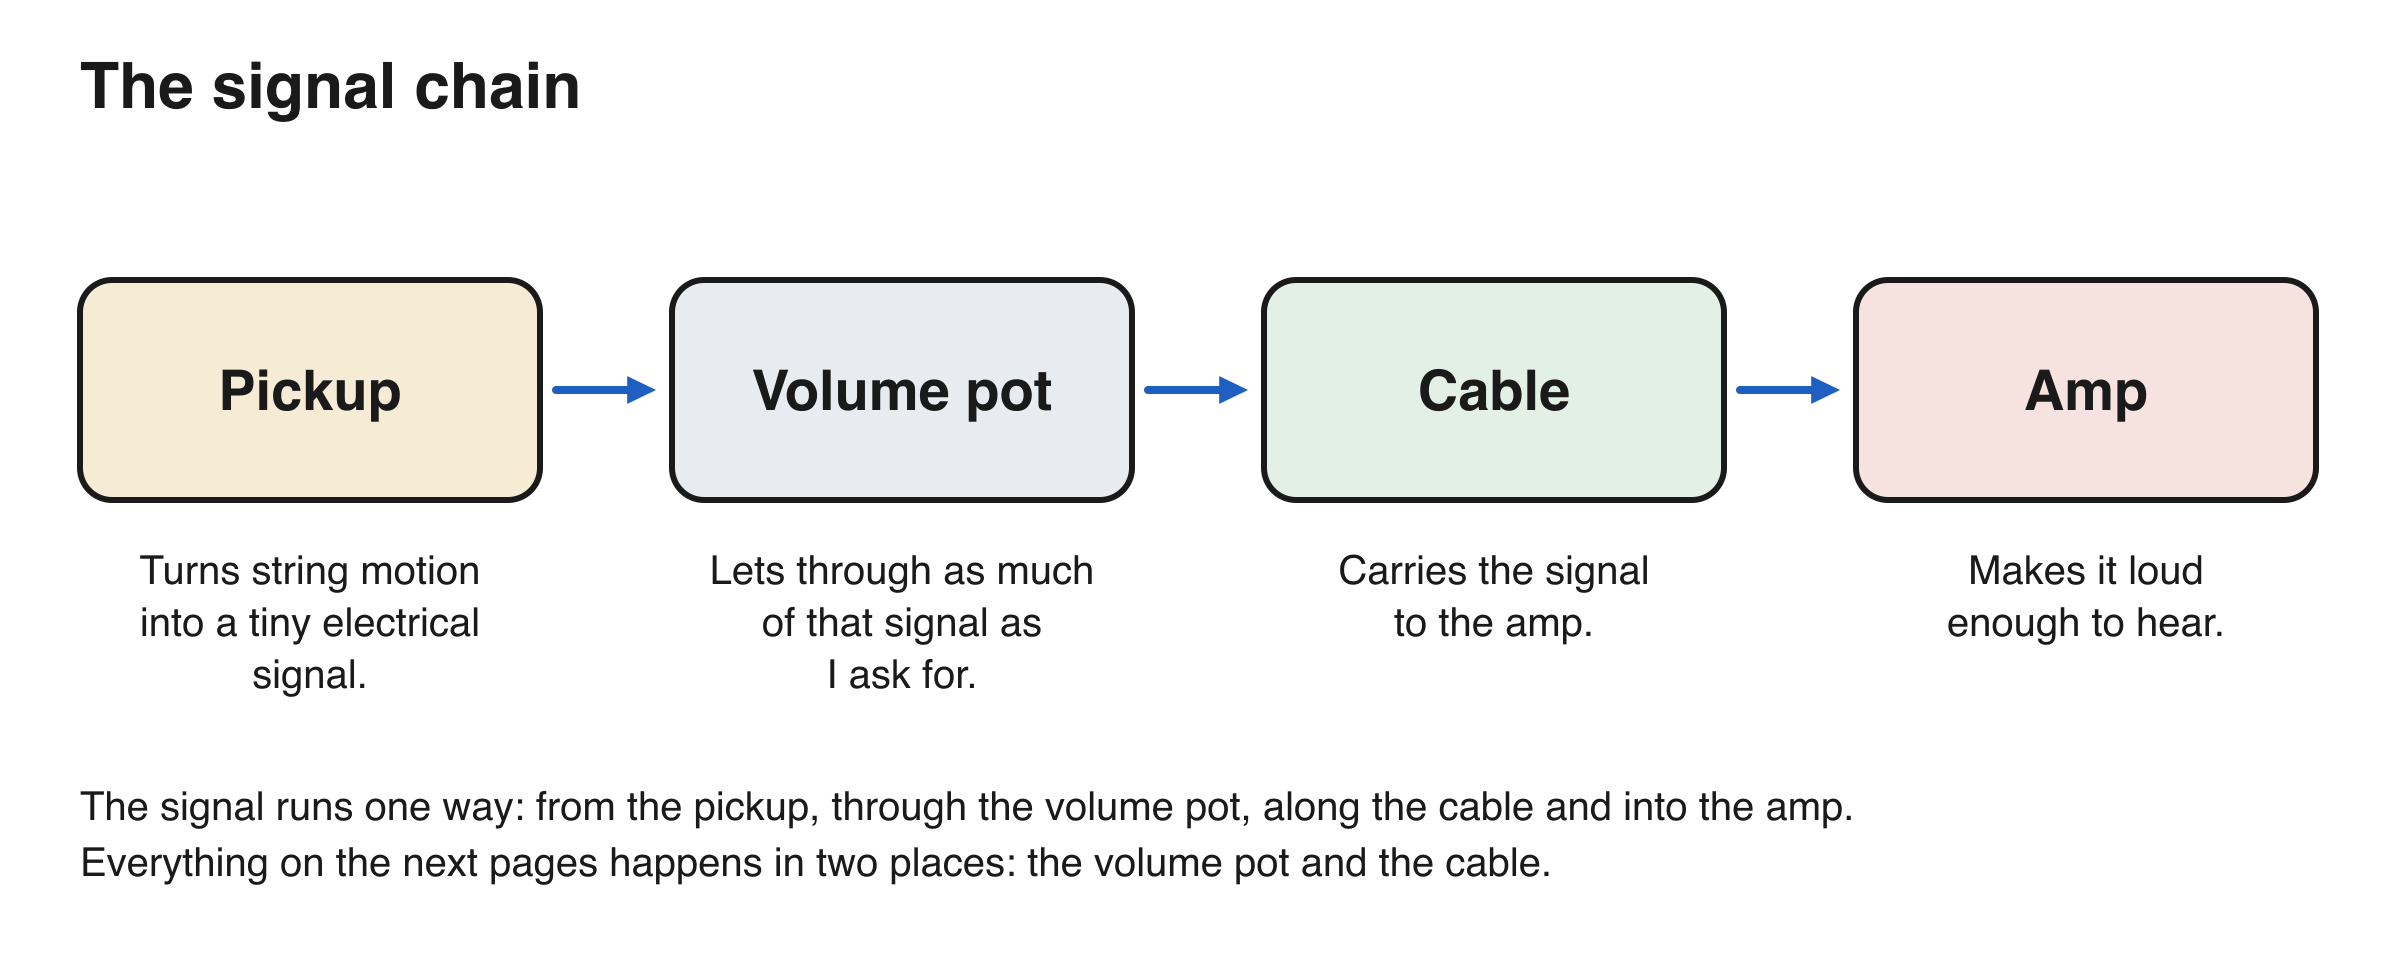 The signal chain
Pickup
Volume pot
Cable
Amp
Turns string motion
into a tiny electrical
signal.
Lets through as much
of that signal as
I ask for.
Carries the signal
to the amp.
Makes it loud
enough to hear.
The signal runs one way: from the pickup, through the volume pot, along the cable and into the amp.
Everything on the next pages happens in two places: the volume pot and the cable.